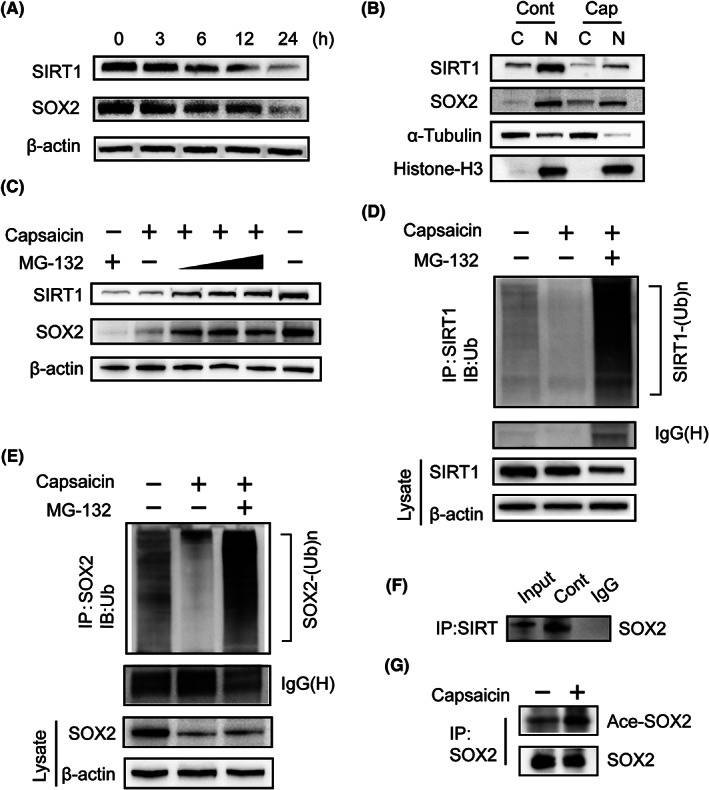 (A)
0 3 6 12 24 (h)
SIRT1
SOX2
β-actin
(B)
Cont Cap
C N C N
SIRT1
SOX2
α-Tubulin
Histone-H3
(C)
Capsaicin − + + + + −
MG-132 + − −
SIRT1
SOX2
β-actin
(D)
Capsaicin − + +
MG-132 − − +
IP:SIRT1
IB:Ub
SIRT1-(Ub)n
IgG(H)
Lysate
SIRT1
β-actin
(E)
Capsaicin − + +
MG-132 − − +
IP:SOX2
IB:Ub
SOX2-(Ub)n
IgG(H)
Lysate
SOX2
β-actin
(F)
Input Cont IgG
IP:SIRT SOX2
(G)
Capsaicin − +
IP:
SOX2
Ace-SOX2
SOX2